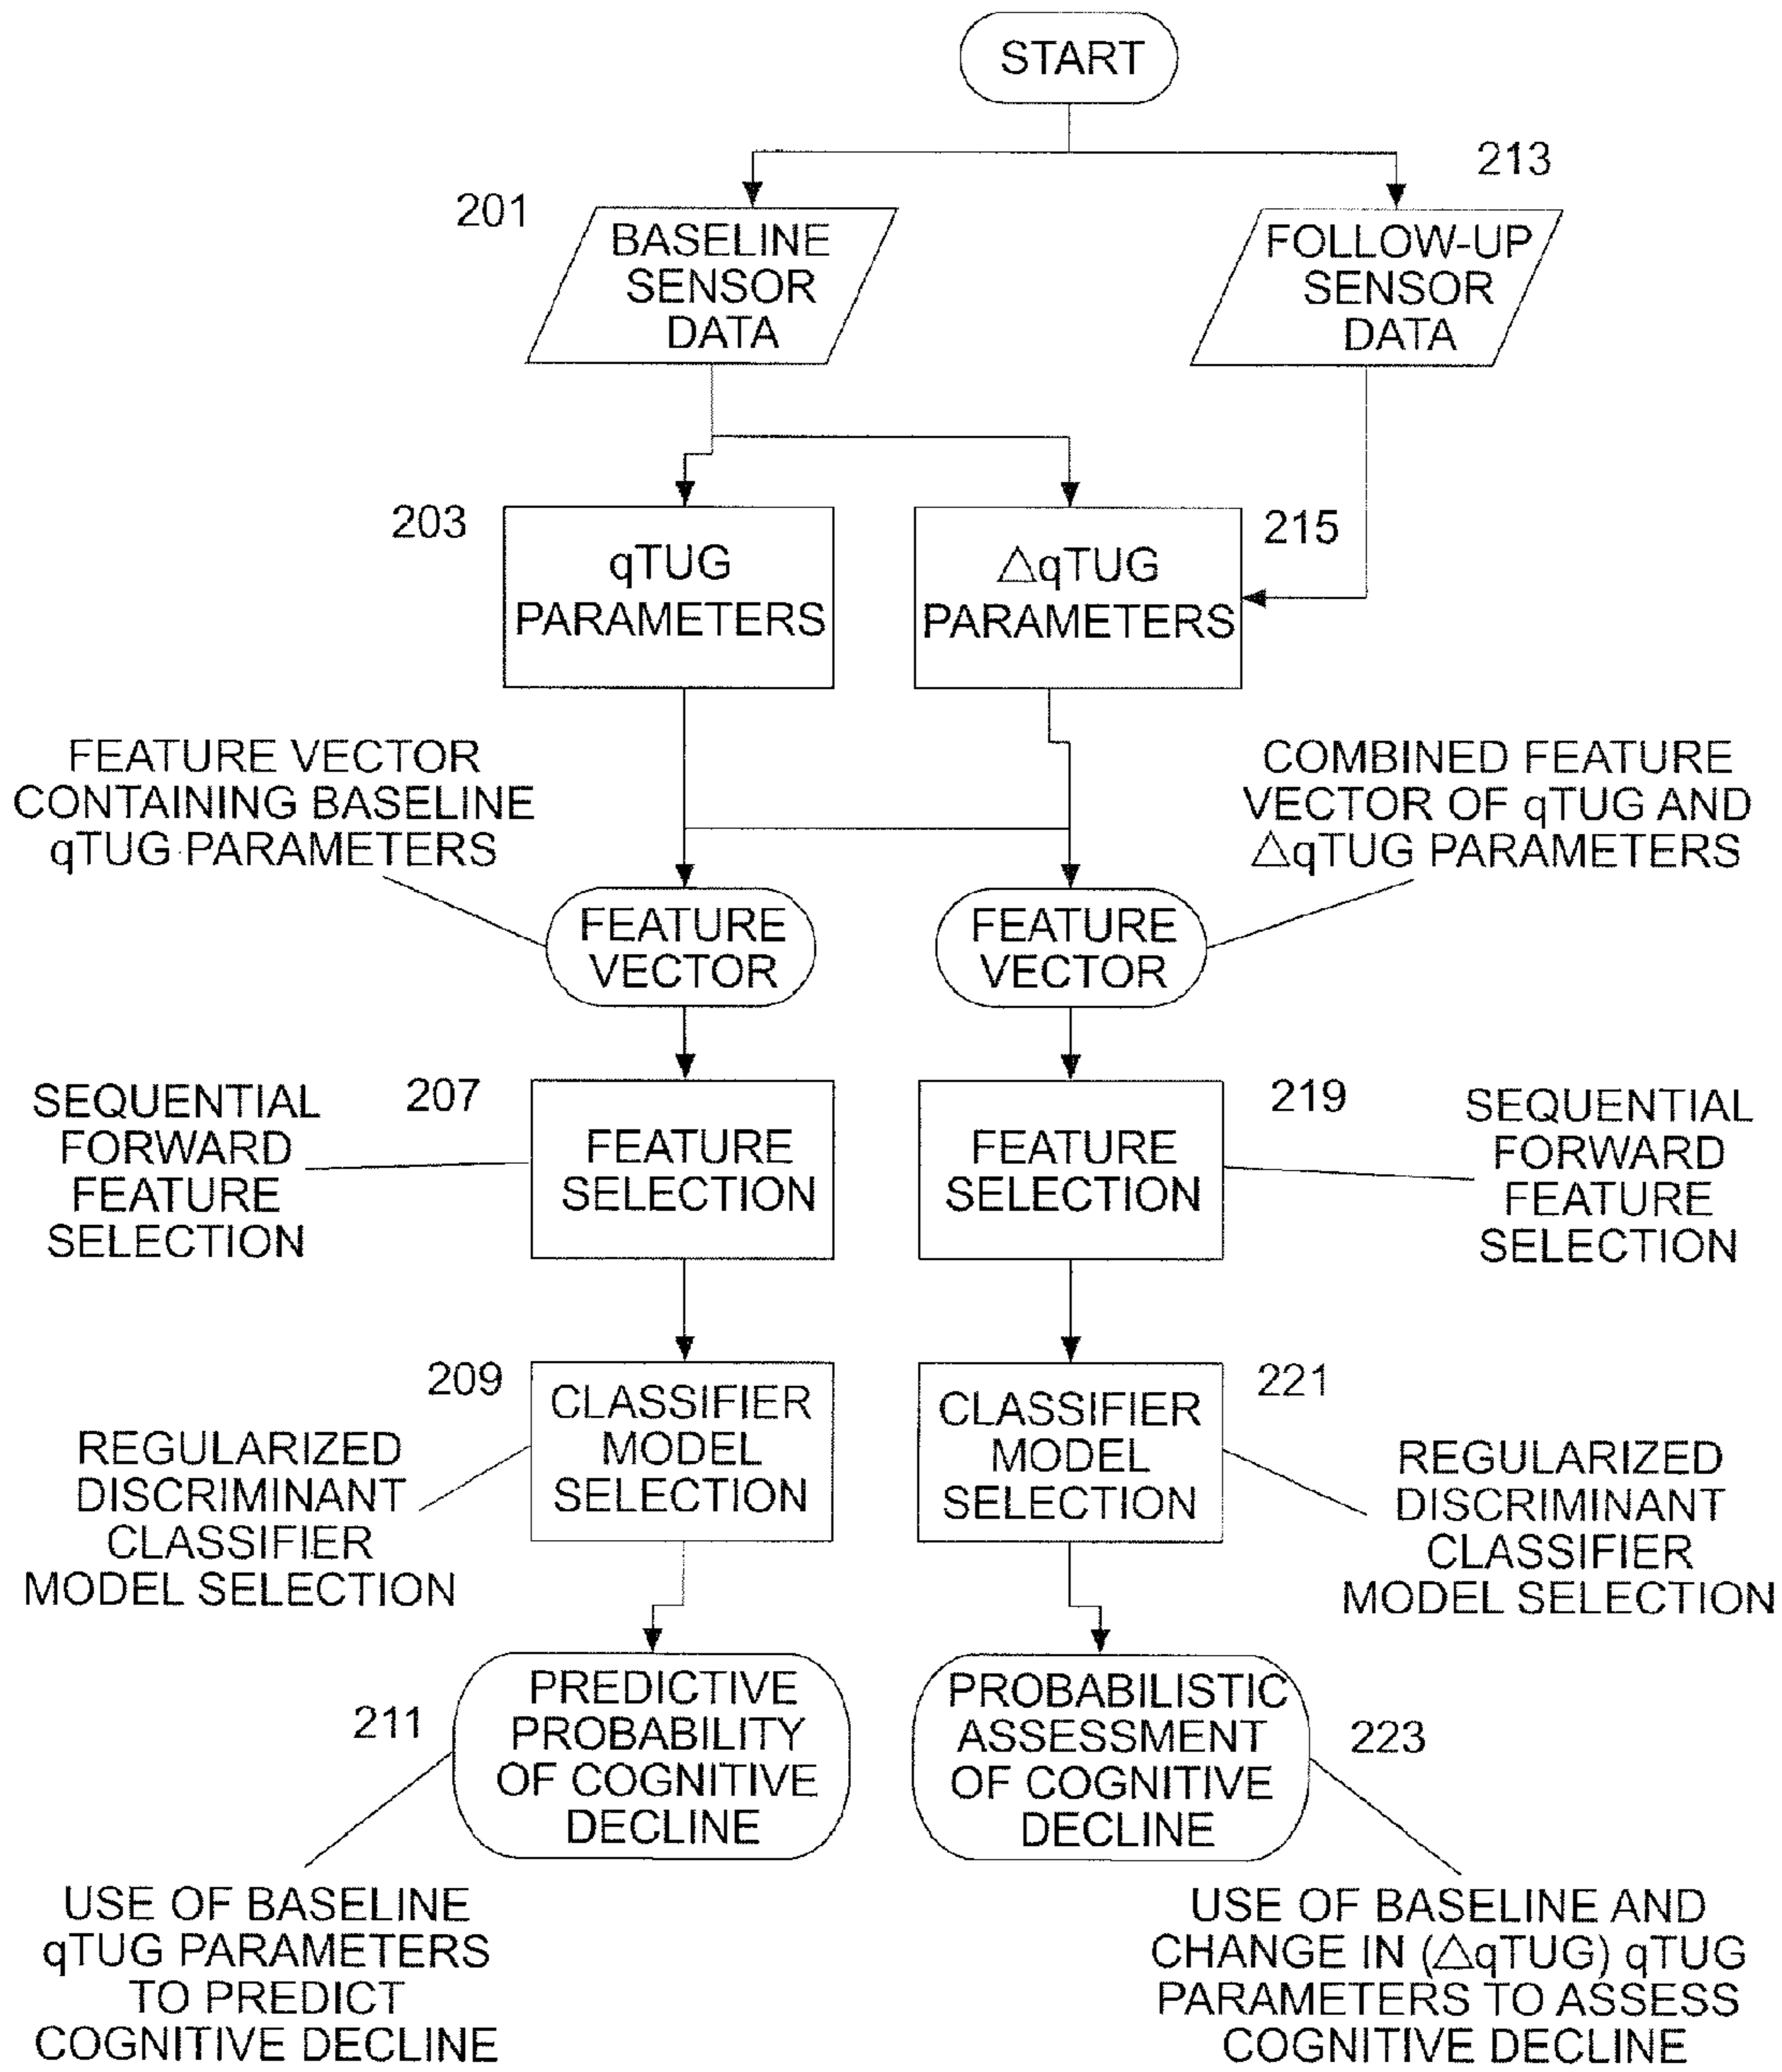 START
213
201
BASELINE
SENSOR
DATA
FOLLOW-UP
SENSOR
DATA
203
qTUG
PARAMETERS
△qTUG
PARAMETERS
215
FEATURE VECTOR
CONTAINING BASELINE
qTUG PARAMETERS
COMBINED FEATURE
VECTOR OF qTUG AND
△qTUG PARAMETERS
FEATURE
VECTOR
FEATURE
VECTOR
SEQUENTIAL
FORWARD
FEATURE
SELECTION
207
FEATURE
SELECTION
FEATURE
SELECTION
219
SEQUENTIAL
FORWARD
FEATURE
SELECTION
209
CLASSIFIER
MODEL
SELECTION
CLASSIFIER
MODEL
SELECTION
221
REGULARIZED
DISCRIMINANT
CLASSIFIER
MODEL SELECTION
REGULARIZED
DISCRIMINANT
CLASSIFIER
MODEL SELECTION
211
PREDICTIVE
PROBABILITY
OF COGNITIVE
DECLINE
PROBABILISTIC
ASSESSMENT
OF COGNITIVE
DECLINE
223
USE OF BASELINE
qTUG PARAMETERS
TO PREDICT
COGNITIVE DECLINE
USE OF BASELINE AND
CHANGE IN (△qTUG) qTUG
PARAMETERS TO ASSESS
COGNITIVE DECLINE